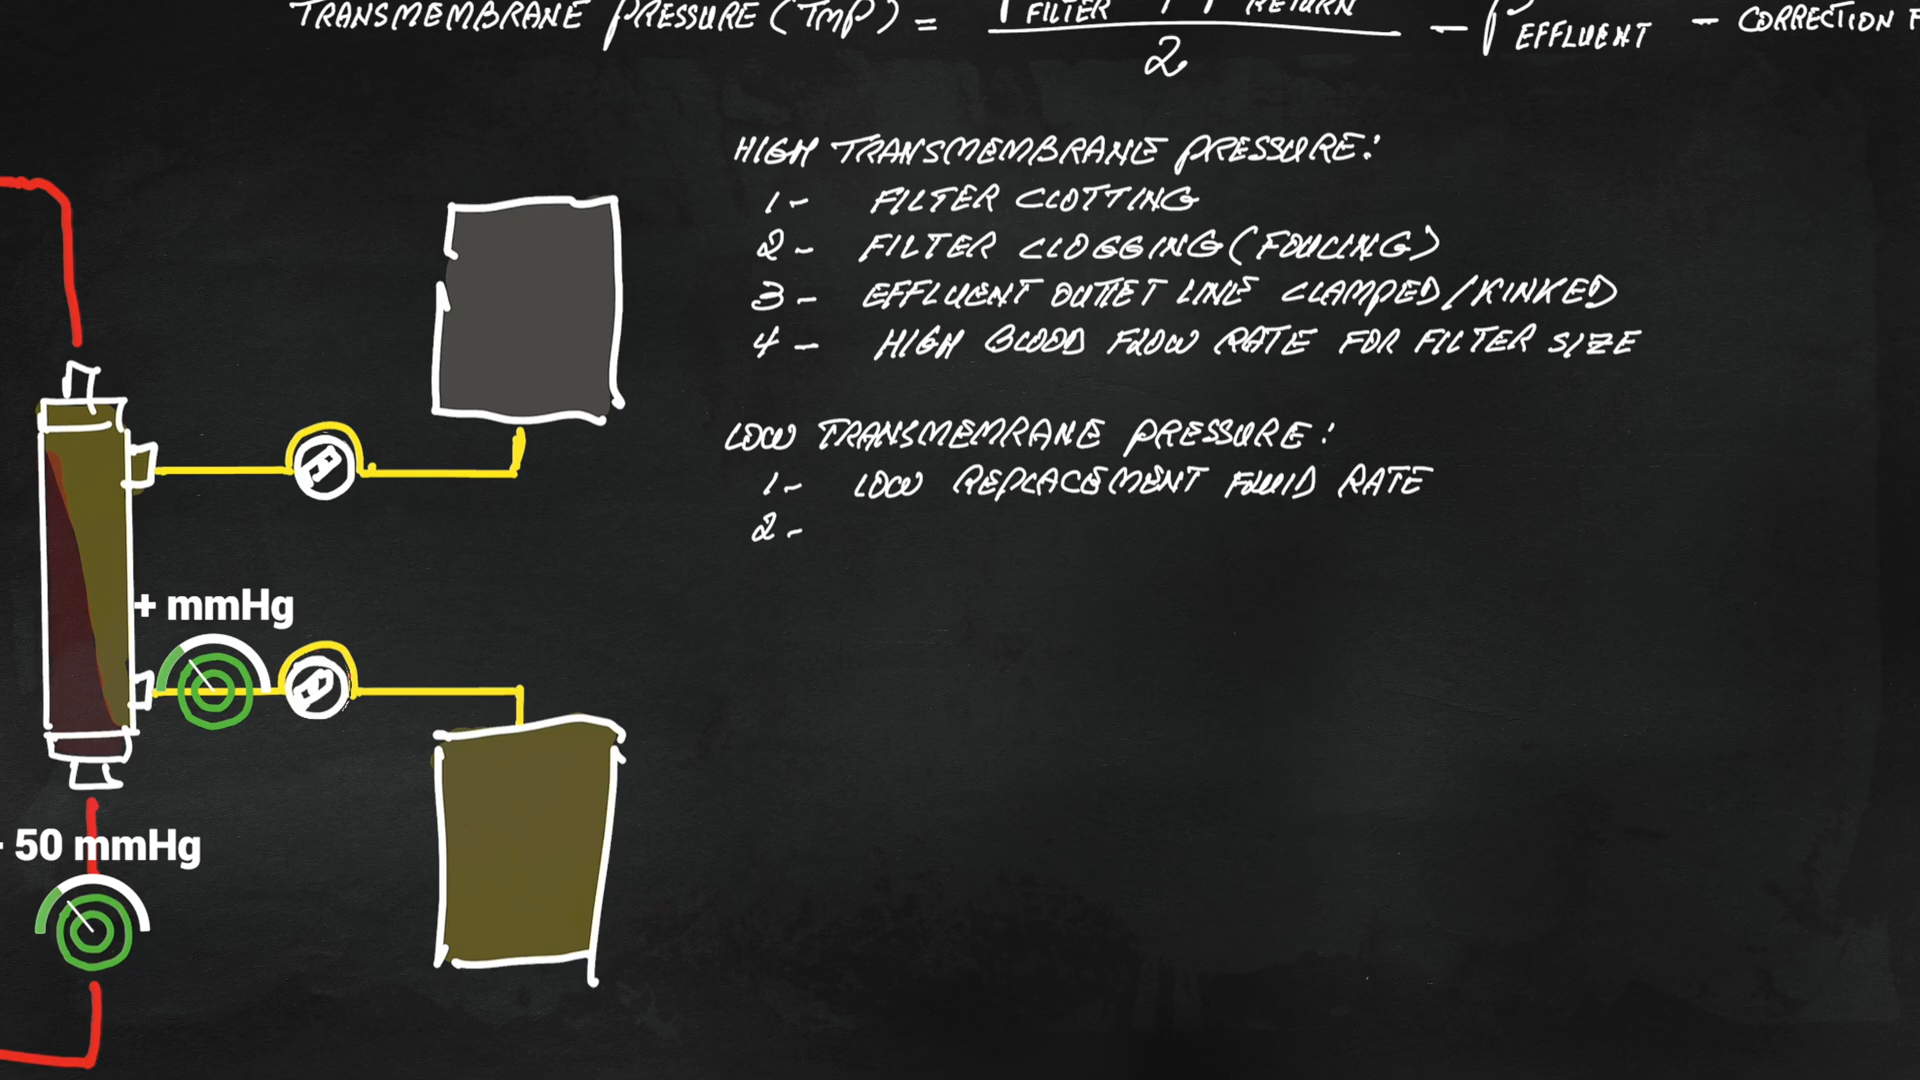 TRANSMEMBRANE PRESSURE (TMP) = P FILTER + P RETURN / 2 - P EFFLUENT - CORRECTION F
HIGH TRANSMEMBRANE PRESSURE:
1- FILTER CLOTTING
2- FILTER CLOGGING (FOULING)
3- EFFLUENT OUTLET LINE CLAMPED/KINKED
4- HIGH BLOOD FLOW RATE FOR FILTER SIZE
LOW TRANSMEMRANE PRESSURE:
1- LOW REPLACEMENT FLUID RATE
2-
+ mmHg
50 mmHg